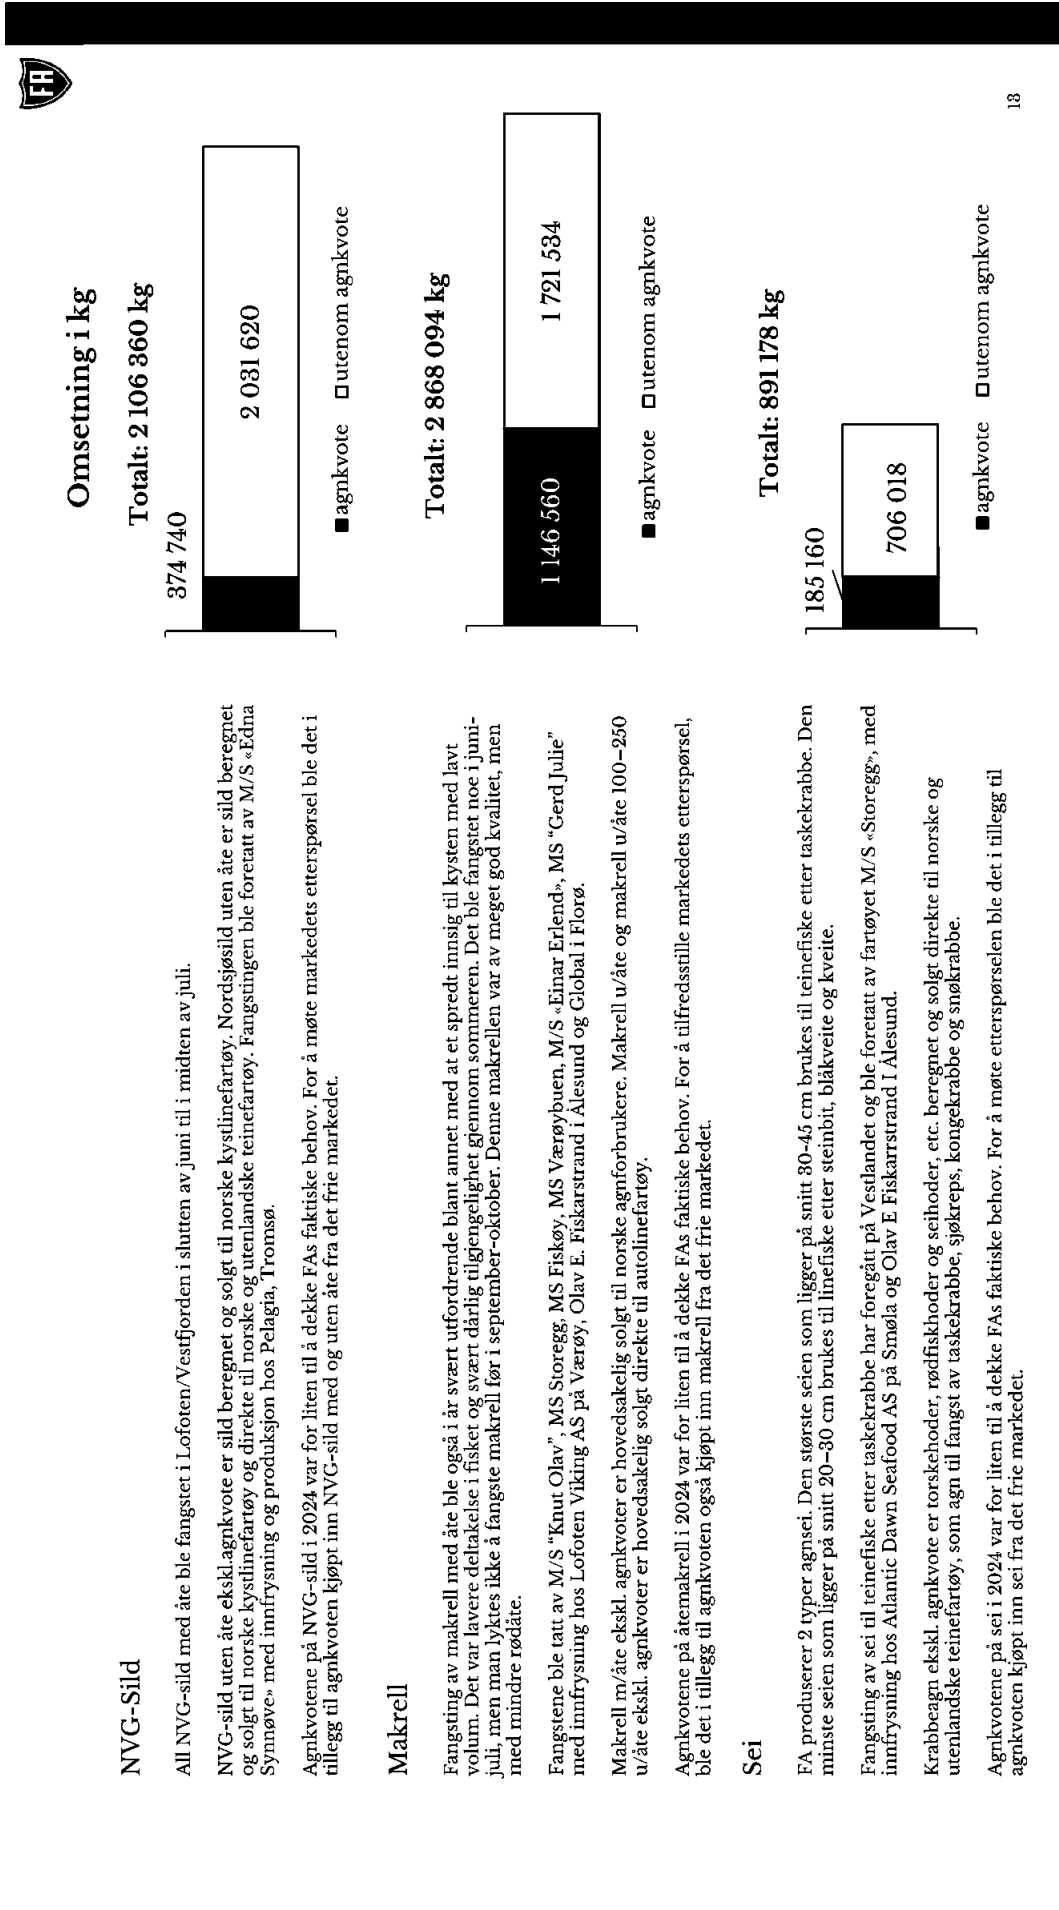 FA
NVG-Sild
All NVG-sild med åte ble fangstet i Lofoten/Vestfjorden i slutten av juni til i midten av juli.
NVG-sild uten åte ekskl.agnkvote er sild beregnet og solgt til norske kystlinefartøy. Nordsjøsild uten åte er sild beregnet
og solgt til norske kystlinefartøy og direkte til norske og utenlandske teinefartøy. Fangstingen ble foretatt av M/S «Edna
Synnøve» med innfrysning og produksjon hos Pelagia, Tromsø.
Agnkvotene på NVG-sild i 2024 var for liten til å dekke FAs faktiske behov. For å møte markedets etterspørsel ble det i
tillegg til agnkvoten kjøpt inn NVG-sild med og uten åte fra det frie markedet.
Makrell
Fangsting av makrell med åte ble også i år svært utfordrende blant annet med at et spredt innsig til kysten med lavt
volum. Det var lavere deltakelse i fisket og svært dårlig tilgjengelighet gjennom sommeren. Det ble fangstet noe i juni-
juli, men man lyktes ikke å fangste makrell før i september-oktober. Denne makrellen var av meget god kvalitet, men
med mindre rødåte.
Fangstene ble tatt av M/S “Knut Olav”, MS Storegg, MS Fiskøy, MS Værøybuen, M/S «Einar Erlend», MS “Gerd Julie”
med innfrysning hos Lofoten Viking AS på Værøy, Olav E. Fiskarstrand i Ålesund og Global i Florø.
Makrell m/åte ekskl. agnkvoter er hovedsakelig solgt til norske agnforbrukere. Makrell u/åte og makrell u/åte 100–250
u/åte ekskl. agnkvoter er hovedsakelig solgt direkte til autolinefartøy.
Agnkvotene på åtemakrell i 2024 var for liten til å dekke FAs faktiske behov. For å tilfredsstille markedets etterspørsel,
ble det i tillegg til agnkvoten også kjøpt inn makrell fra det frie markedet.
Sei
FA produserer 2 typer agnsei. Den største seien som ligger på snitt 30-45 cm brukes til teinefiske etter taskekrabbe. Den
minste seien som ligger på snitt 20–30 cm brukes til linefiske etter steinbit, blåkveite og kveite.
Fangsting av sei til teinefiske etter taskekrabbe har foregått på Vestlandet og ble foretatt av fartøyet M/S «Storegg», med
innfrysning hos Atlantic Dawn Seafood AS på Smøla og Olav E Fiskarrstrand I Ålesund.
Krabbeagn ekskl. agnkvote er torskehoder, rødfiskhoder og seihoder, etc. beregnet og solgt direkte til norske og
utenlandske teinefartøy, som agn til fangst av taskekrabbe, sjøkreps, kongekrabbe og snøkrabbe.
Agnkvotene på sei i 2024 var for liten til å dekke FAs faktiske behov. For å møte etterspørselen ble det i tillegg til
agnkvoten kjøpt inn sei fra det frie markedet.
Omsetning i kg
Totalt: 2 106 360 kg
374 740
2 031 620
agnkvote utenom agnkvote
Totalt: 2 868 094 kg
1 146 560
1 721 534
agnkvote utenom agnkvote
Totalt: 891 178 kg
185 160
706 018
agnkvote utenom agnkvote
13